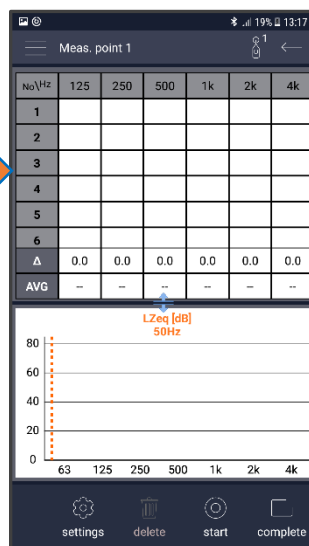 19% 13:17
Meas. point 1
1
No\Hz 125 250 500 1k 2k 4k
1
2
3
4
5
6
Δ 0.0 0.0 0.0 0.0 0.0 0.0
AVG -- -- -- -- -- --
LZeq [dB]
50Hz
80
60
40
20
0
63 125 250 500 1k 2k 4k
settings delete start complete